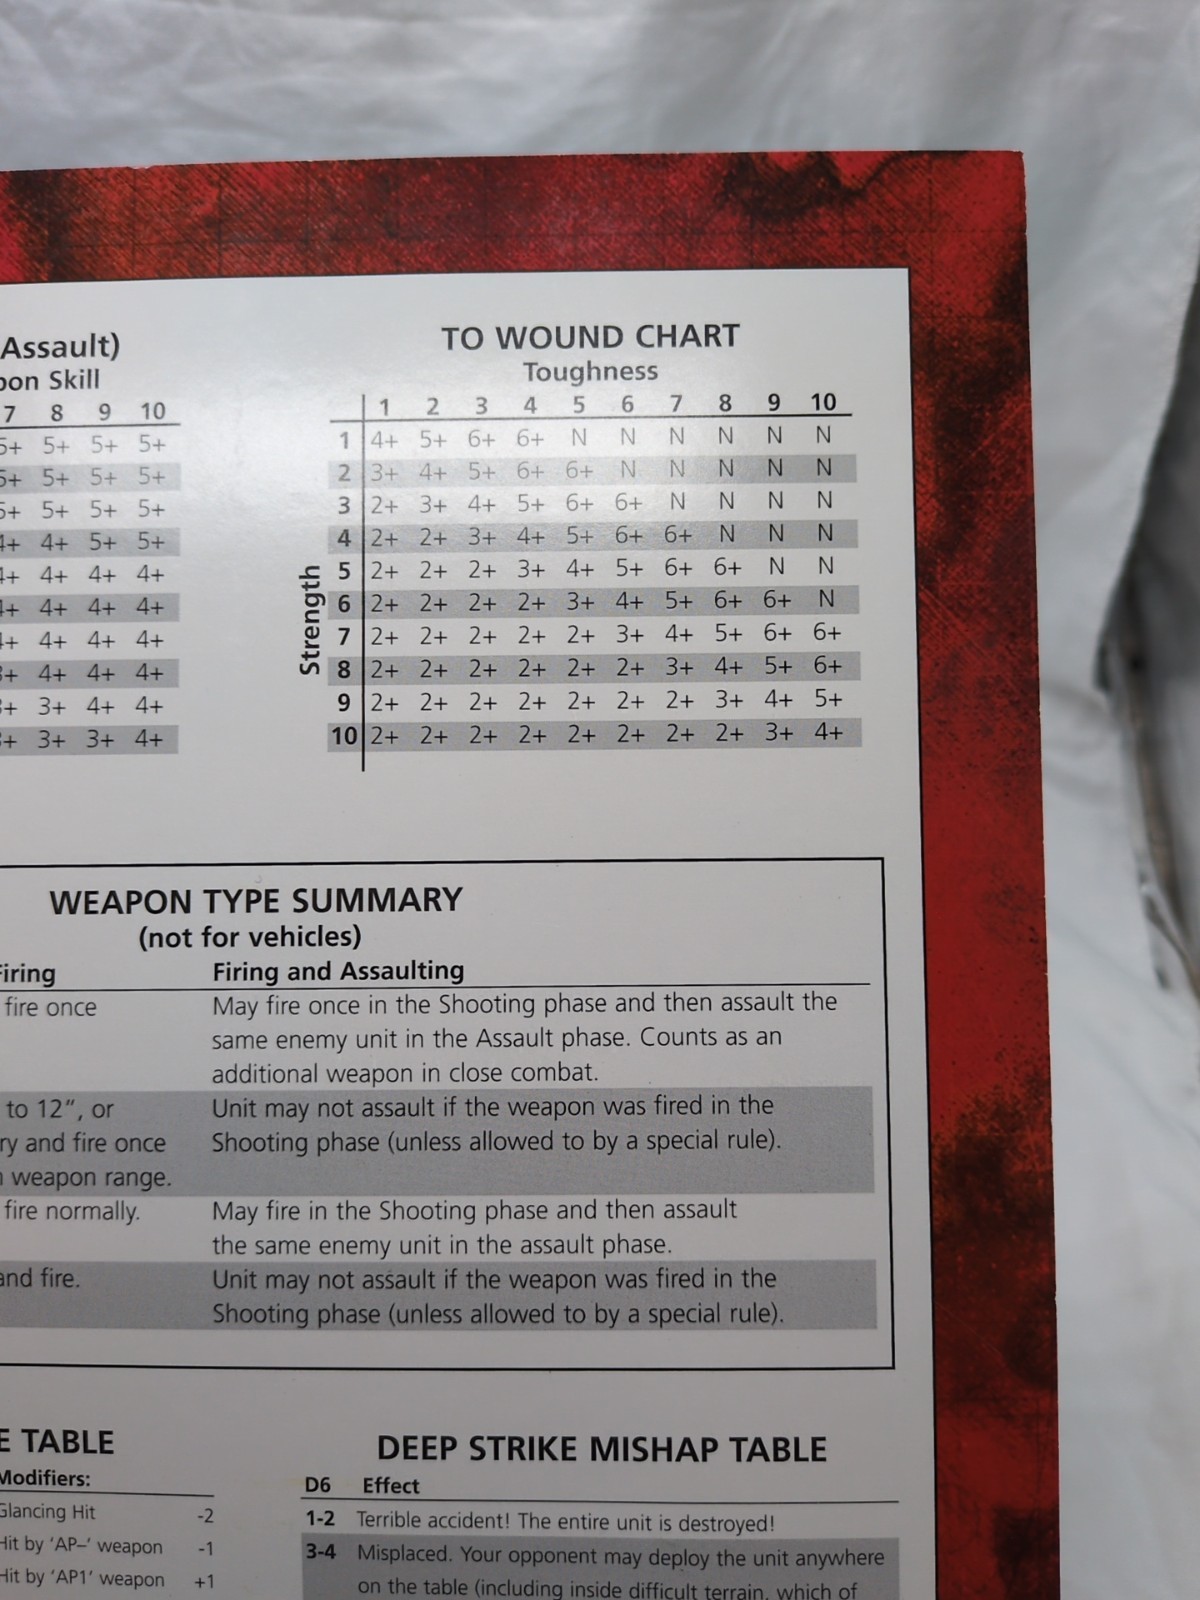 Assault)
Skill
7 8 9 10
5+ 5+ 5+ 5+
5+ 5+ 5+ 5+
5+ 5+ 5+ 5+
4+ 4+ 5+ 5+
4+ 4+ 4+ 4+
4+ 4+ 4+ 4+
4+ 4+ 4+ 4+
3+ 4+ 4+ 4+
3+ 3+ 4+ 4+
3+ 3+ 3+ 4+
TO WOUND CHART
Toughness
1 2 3 4 5 6 7 8 9 10
Strength
1 4+ 5+ 6+ 6+ N N N N N N
2 3+ 4+ 5+ 6+ 6+ N N N N N
3 2+ 3+ 4+ 5+ 6+ 6+ N N N N
4 2+ 2+ 3+ 4+ 5+ 6+ 6+ N N N
5 2+ 2+ 2+ 3+ 4+ 5+ 6+ 6+ N N
6 2+ 2+ 2+ 2+ 3+ 4+ 5+ 6+ 6+ N
7 2+ 2+ 2+ 2+ 2+ 3+ 4+ 5+ 6+ 6+
8 2+ 2+ 2+ 2+ 2+ 2+ 3+ 4+ 5+ 6+
9 2+ 2+ 2+ 2+ 2+ 2+ 2+ 3+ 4+ 5+
10 2+ 2+ 2+ 2+ 2+ 2+ 2+ 2+ 3+ 4+
WEAPON TYPE SUMMARY
(not for vehicles)
Firing Firing and Assaulting
fire once May fire once in the Shooting phase and then assault the
same enemy unit in the Assault phase. Counts as an
additional weapon in close combat.
to 12”, or Unit may not assault if the weapon was fired in the
and fire once Shooting phase (unless allowed to by a special rule).
weapon range.
fire normally. May fire in the Shooting phase and then assault
the same enemy unit in the assault phase.
and fire. Unit may not assault if the weapon was fired in the
Shooting phase (unless allowed to by a special rule).
TABLE
Modifiers:
Glancing Hit -2
Hit by ‘AP–’ weapon -1
Hit by ‘AP1’ weapon +1
DEEP STRIKE MISHAP TABLE
D6 Effect
1-2 Terrible accident! The entire unit is destroyed!
3-4 Misplaced. Your opponent may deploy the unit anywhere
on the table (including inside difficult terrain, which of